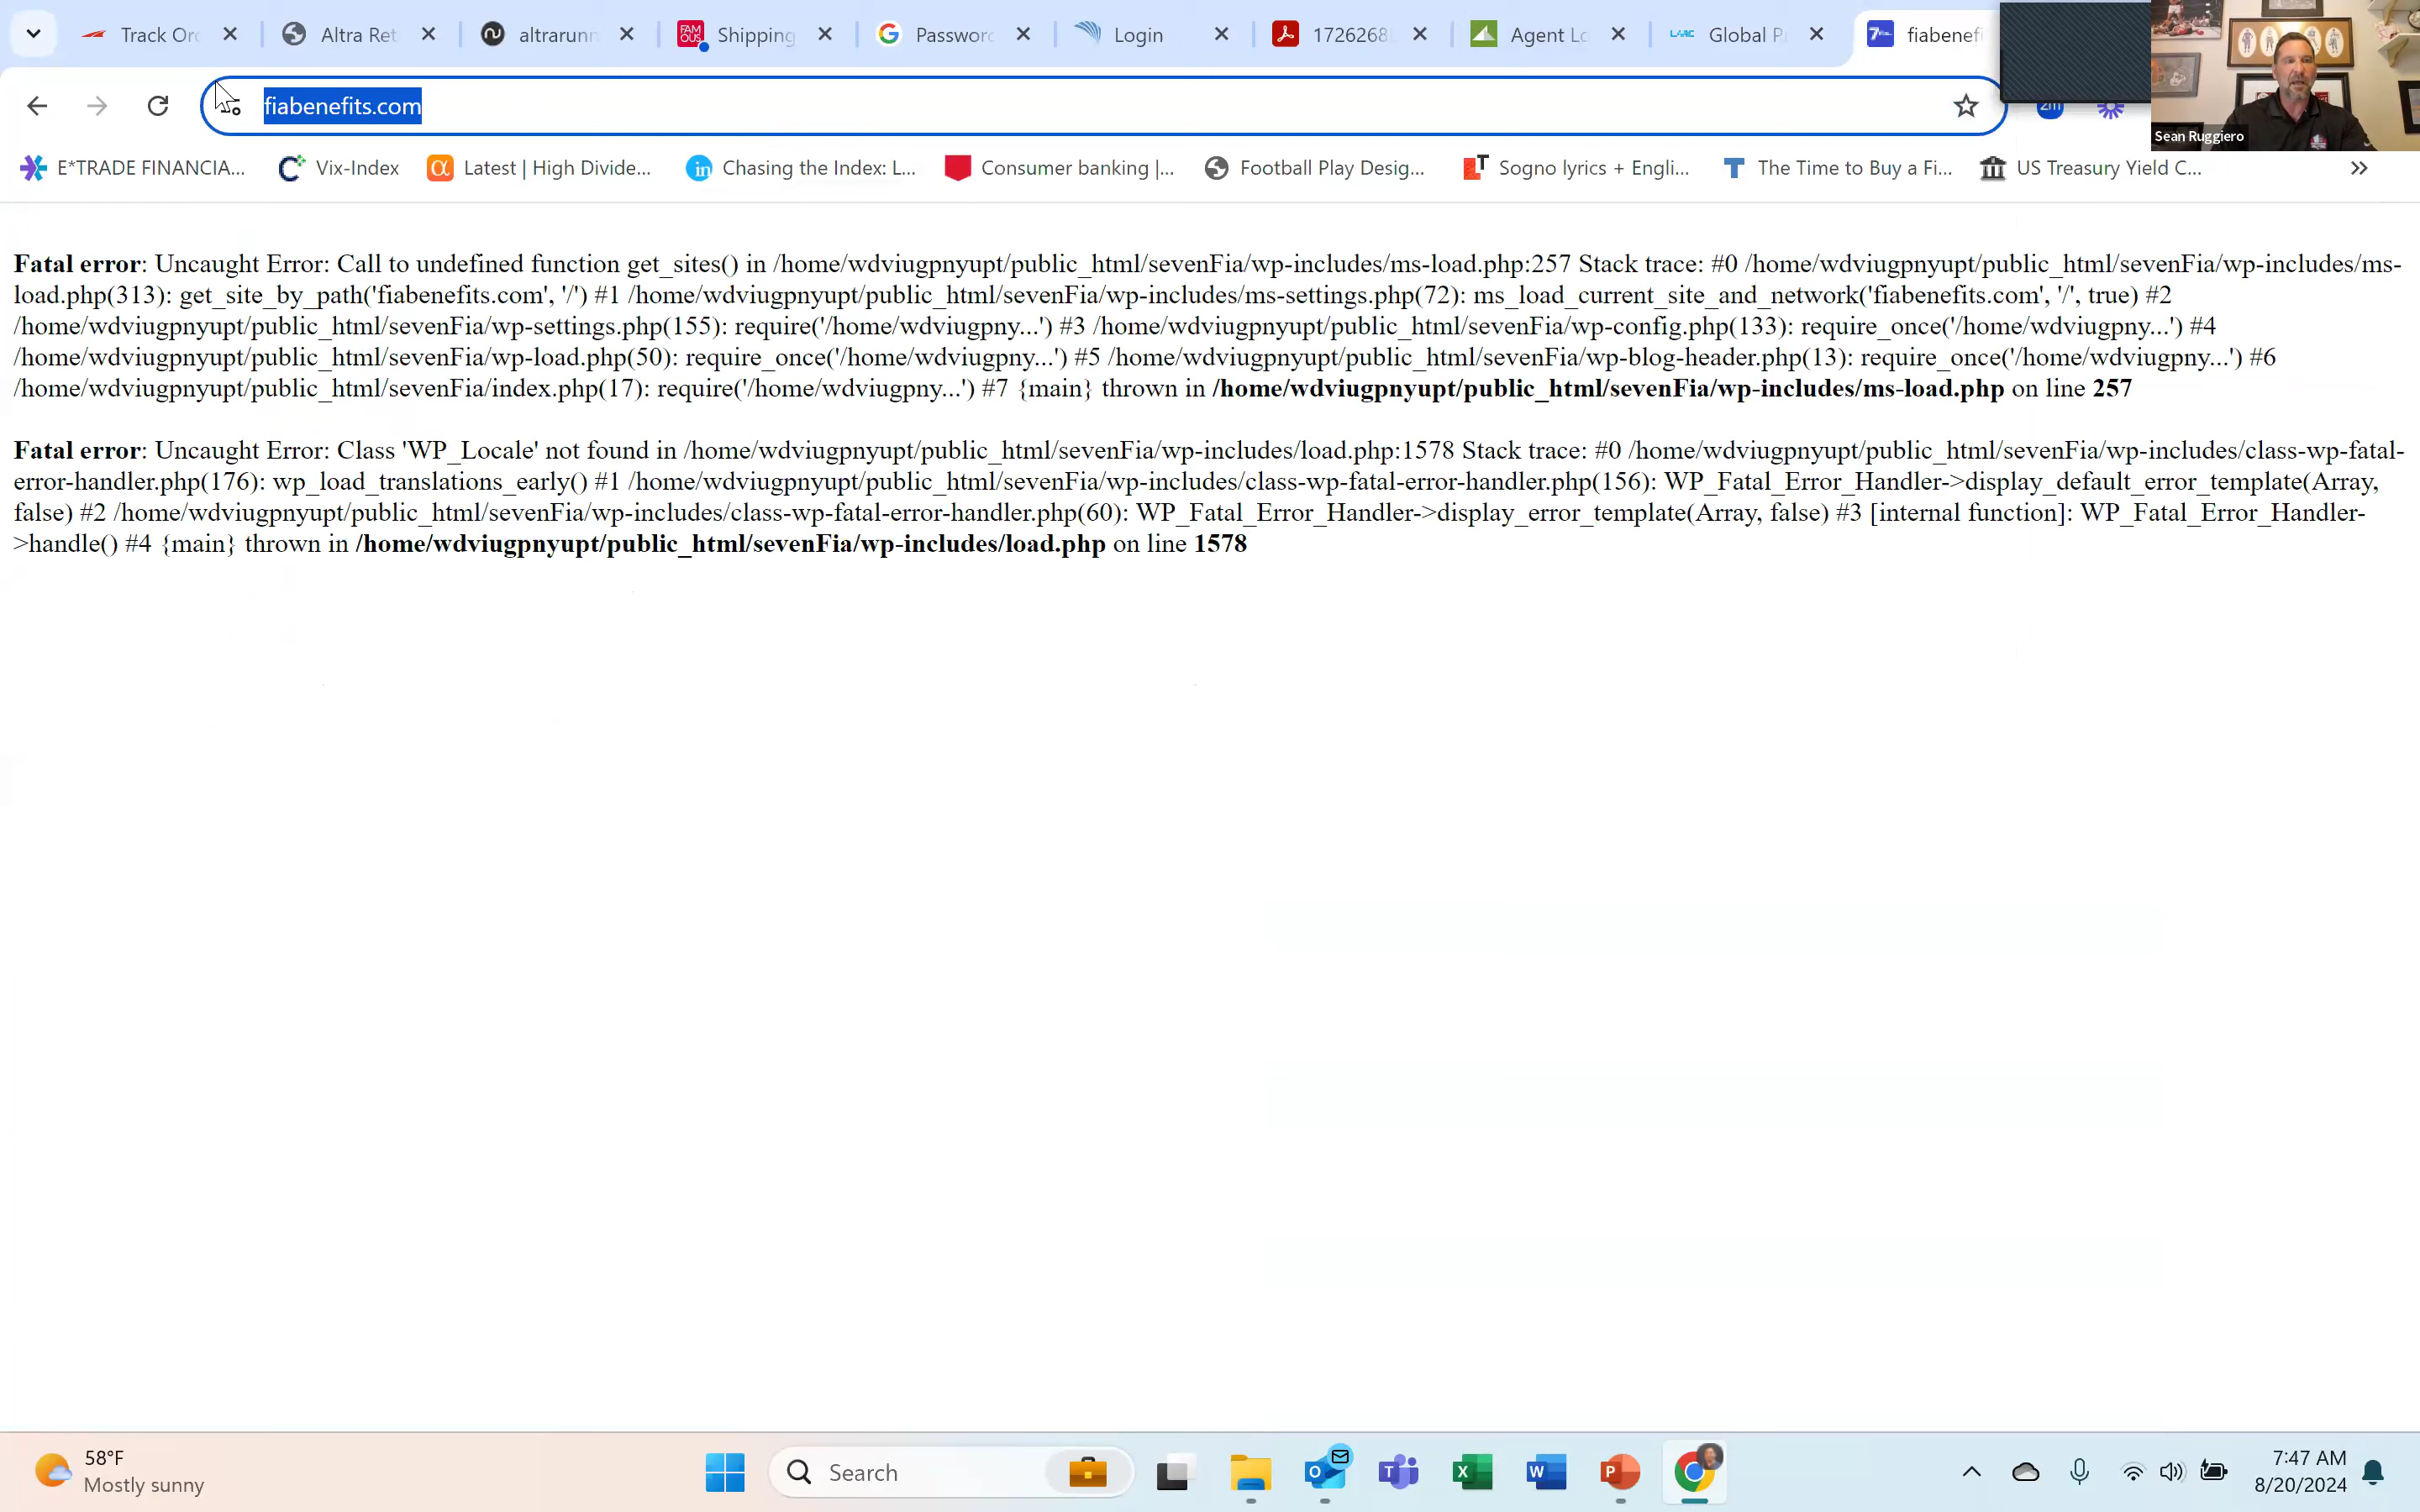 Track Or
Altra Ret
altrarunn
FAM
OUS
Shipping
Password
Login
1726268
Agent Lo
LARC
Global P
7
fiabenefi
fiabenefits.com
zm
Sean Ruggiero
E*TRADE FINANCIA...
Vix-Index
Latest | High Divide...
in
Chasing the Index: L...
Consumer banking |...
Football Play Desig...
LT
Sogno lyrics + Engli...
T
The Time to Buy a Fi...
US Treasury Yield C...
Fatal error: Uncaught Error: Call to undefined function get_sites() in /home/wdviugpnyupt/public_html/sevenFia/wp-includes/ms-load.php:257 Stack trace: #0 /home/wdviugpnyupt/public_html/sevenFia/wp-includes/ms-
load.php(313): get_site_by_path('fiabenefits.com', '/') #1 /home/wdviugpnyupt/public_html/sevenFia/wp-includes/ms-settings.php(72): ms_load_current_site_and_network('fiabenefits.com', '/', true) #2
/home/wdviugpnyupt/public_html/sevenFia/wp-settings.php(155): require('/home/wdviugpny...') #3 /home/wdviugpnyupt/public_html/sevenFia/wp-config.php(133): require_once('/home/wdviugpny...') #4
/home/wdviugpnyupt/public_html/sevenFia/wp-load.php(50): require_once('/home/wdviugpny...') #5 /home/wdviugpnyupt/public_html/sevenFia/wp-blog-header.php(13): require_once('/home/wdviugpny...') #6
/home/wdviugpnyupt/public_html/sevenFia/index.php(17): require('/home/wdviugpny...') #7 {main} thrown in /home/wdviugpnyupt/public_html/sevenFia/wp-includes/ms-load.php on line 257
Fatal error: Uncaught Error: Class 'WP_Locale' not found in /home/wdviugpnyupt/public_html/sevenFia/wp-includes/load.php:1578 Stack trace: #0 /home/wdviugpnyupt/public_html/sevenFia/wp-includes/class-wp-fatal-
error-handler.php(176): wp_load_translations_early() #1 /home/wdviugpnyupt/public_html/sevenFia/wp-includes/class-wp-fatal-error-handler.php(156): WP_Fatal_Error_Handler->display_default_error_template(Array,
false) #2 /home/wdviugpnyupt/public_html/sevenFia/wp-includes/class-wp-fatal-error-handler.php(60): WP_Fatal_Error_Handler->display_error_template(Array, false) #3 [internal function]: WP_Fatal_Error_Handler-
>handle() #4 {main} thrown in /home/wdviugpnyupt/public_html/sevenFia/wp-includes/load.php on line 1578
58°F
Mostly sunny
Search
7:47 AM
8/20/2024